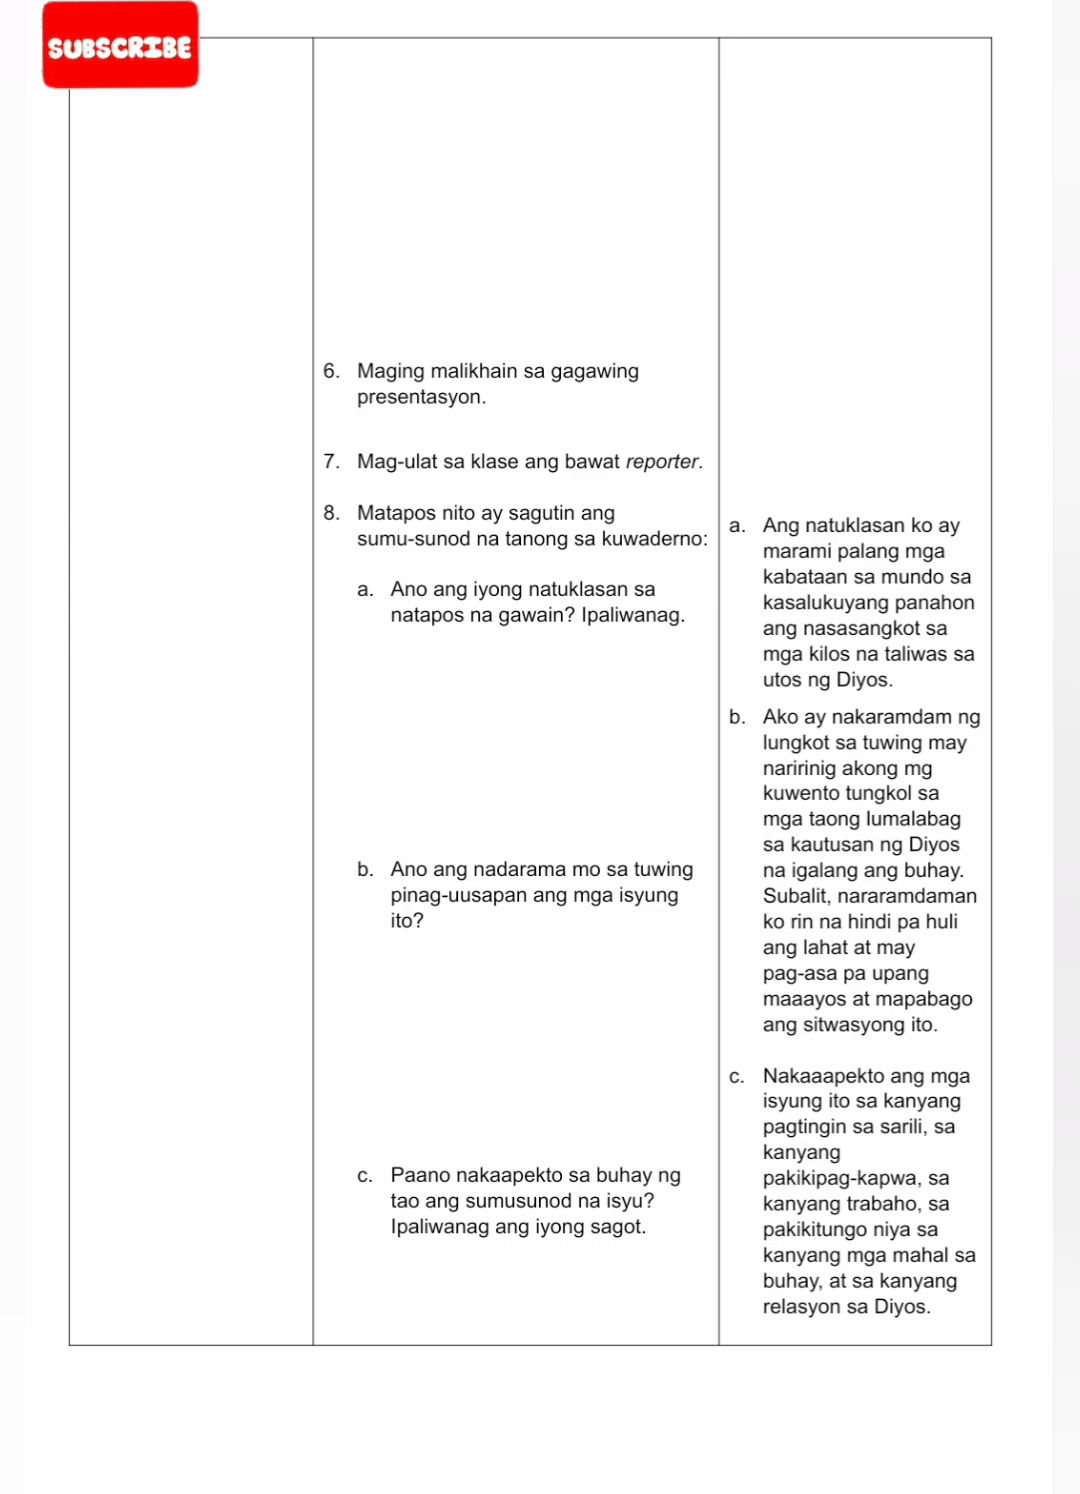 SUBSCRIBE
6. Maging malikhain sa gagawing
presentasyon.
7. Mag-ulat sa klase ang bawat reporter.
8. Matapos nito ay sagutin ang
sumu-sunod na tanong sa kuwaderno:
a. Ano ang iyong natuklasan sa
natapos na gawain? Ipaliwanag.
b. Ano ang nadarama mo sa tuwing
pinag-uusapan ang mga isyung
ito?
c. Paano nakaapekto sa buhay ng
tao ang sumusunod na isyu?
Ipaliwanag ang iyong sagot.
a. Ang natuklasan ko ay
marami palang mga
kabataan sa mundo sa
kasalukuyang panahon
ang nasasangkot sa
mga kilos na taliwas sa
utos ng Diyos.
b. Ako ay nakaramdam ng
lungkot sa tuwing may
naririnig akong mg
kuwento tungkol sa
mga taong lumalabag
sa kautusan ng Diyos
na igalang ang buhay.
Subalit, nararamdaman
ko rin na hindi pa huli
ang lahat at may
pag-asa pa upang
maaayos at mapabago
ang sitwasyong ito.
c. Nakaaapekto ang mga
isyung ito sa kanyang
pagtingin sa sarili, sa
kanyang
pakikipag-kapwa, sa
kanyang trabaho, sa
pakikitungo niya sa
kanyang mga mahal sa
buhay, at sa kanyang
relasyon sa Diyos.